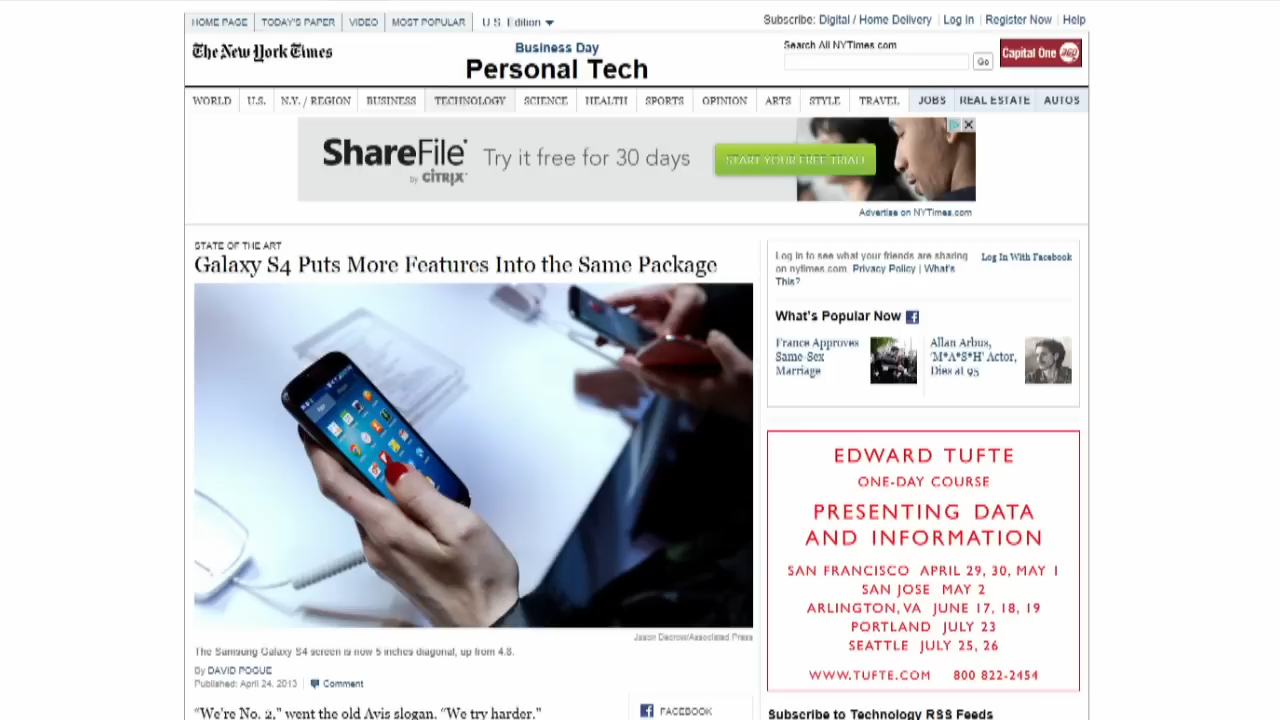 HOME PAGE TODAY'S PAPER VIDEO MOST POPULAR U.S. Edition
Subscribe: Digital / Home Delivery Log In Register Now Help
The New York Times
Business Day
Personal Tech
Search All NYTimes.com
Go
Capital One 360
WORLD U.S. N.Y. / REGION BUSINESS TECHNOLOGY SCIENCE HEALTH SPORTS OPINION ARTS STYLE TRAVEL JOBS REAL ESTATE AUTOS
ShareFile
by CITRIX
Try it free for 30 days
START YOUR FREE TRIAL!
Advertise on NYTimes.com
STATE OF THE ART
Galaxy S4 Puts More Features Into the Same Package
Jason Decrow/Associated Press
The Samsung Galaxy S4 screen is now 5 inches diagonal, up from 4.8.
By DAVID POGUE
Published: April 24, 2013 Comment
“We're No. 2,” went the old Avis slogan. “We try harder.”
FACEBOOK
Log in to see what your friends are sharing
on nytimes.com. Privacy Policy | What's
This?
Log In With Facebook
What's Popular Now
France Approves
Same-Sex
Marriage
Allan Arbus,
'M*A*S*H' Actor,
Dies at 95
EDWARD TUFTE
ONE-DAY COURSE
PRESENTING DATA
AND INFORMATION
SAN FRANCISCO APRIL 29, 30, MAY 1
SAN JOSE MAY 2
ARLINGTON, VA JUNE 17, 18, 19
PORTLAND JULY 23
SEATTLE JULY 25, 26
WWW.TUFTE.COM 800 822-2454
Subscribe to Technology RSS Feeds